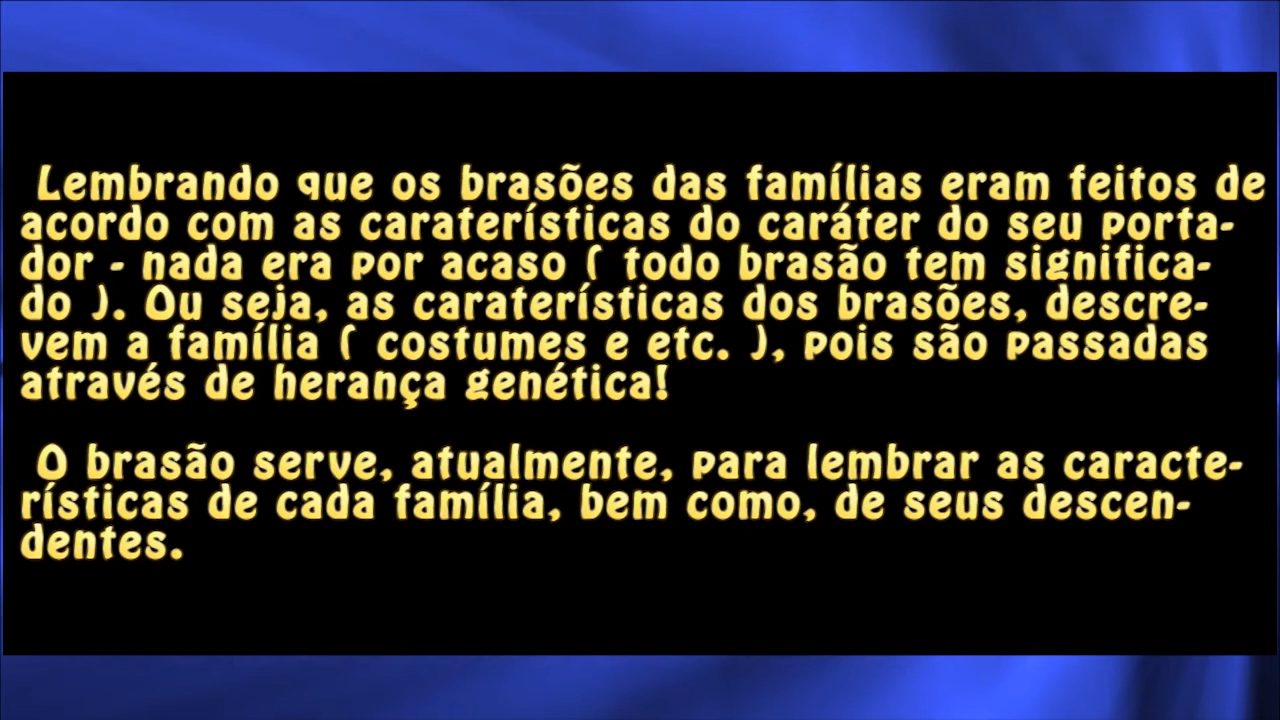 Lembrando que os brasões das famílias eram feitos de
acordo com as caraterísticas do caráter do seu porta-
dor - nada era por acaso ( todo brasão tem significa-
do ). Ou seja, as caraterísticas dos brasões, descre-
vem a família ( costumes e etc. ), pois são passadas
através de herança genética!
O brasão serve, atualmente, para lembrar as caracte-
rísticas de cada família, bem como, de seus descen-
dentes.